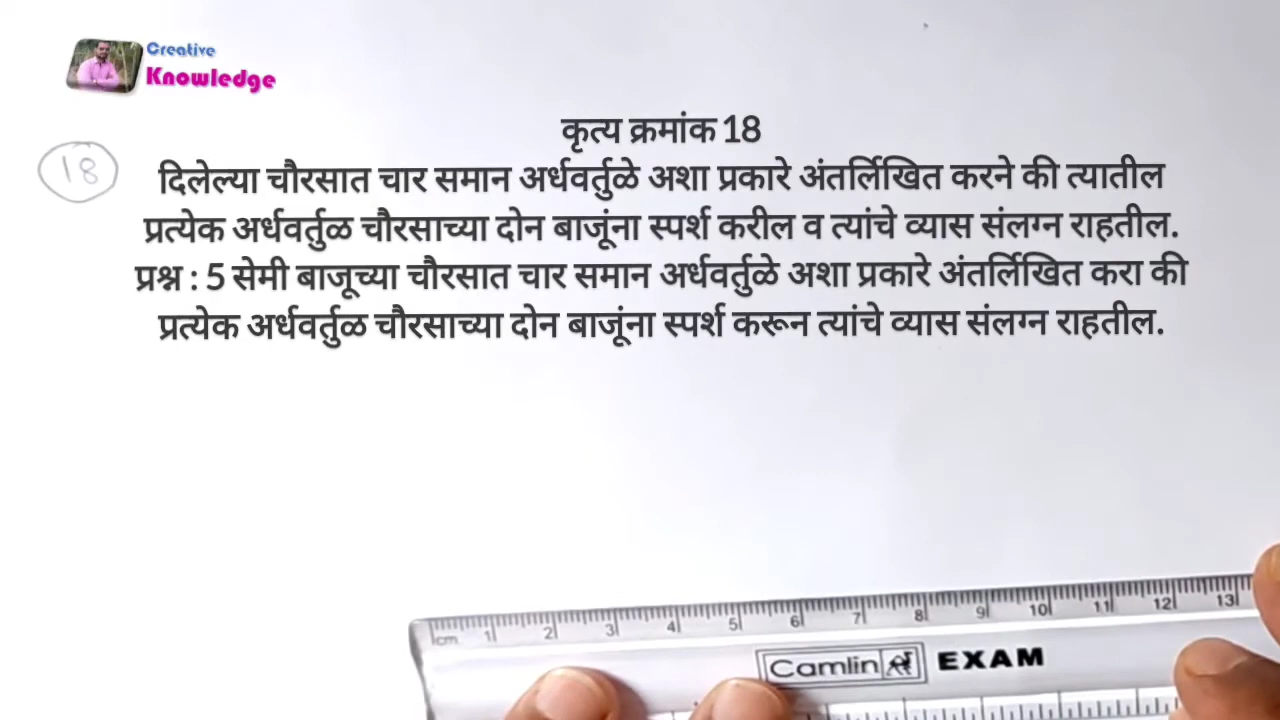 Creative
Knowledge
कृत्य क्रमांक 18
18
दिलेल्या चौरसात चार समान अर्धवर्तुळे अशा प्रकारे अंतर्लिखित करने की त्यातील
प्रत्येक अर्धवर्तुळ चौरसाच्या दोन बाजूंना स्पर्श करील व त्यांचे व्यास संलग्न राहतील.
प्रश्न : 5 सेमी बाजूच्या चौरसात चार समान अर्धवर्तुळे अशा प्रकारे अंतर्लिखित करा की
प्रत्येक अर्धवर्तुळ चौरसाच्या दोन बाजूंना स्पर्श करून त्यांचे व्यास संलग्न राहतील.
cm 1 2 3 4 5 6 7 8 9 10 11 12 13
Camlin EXAM